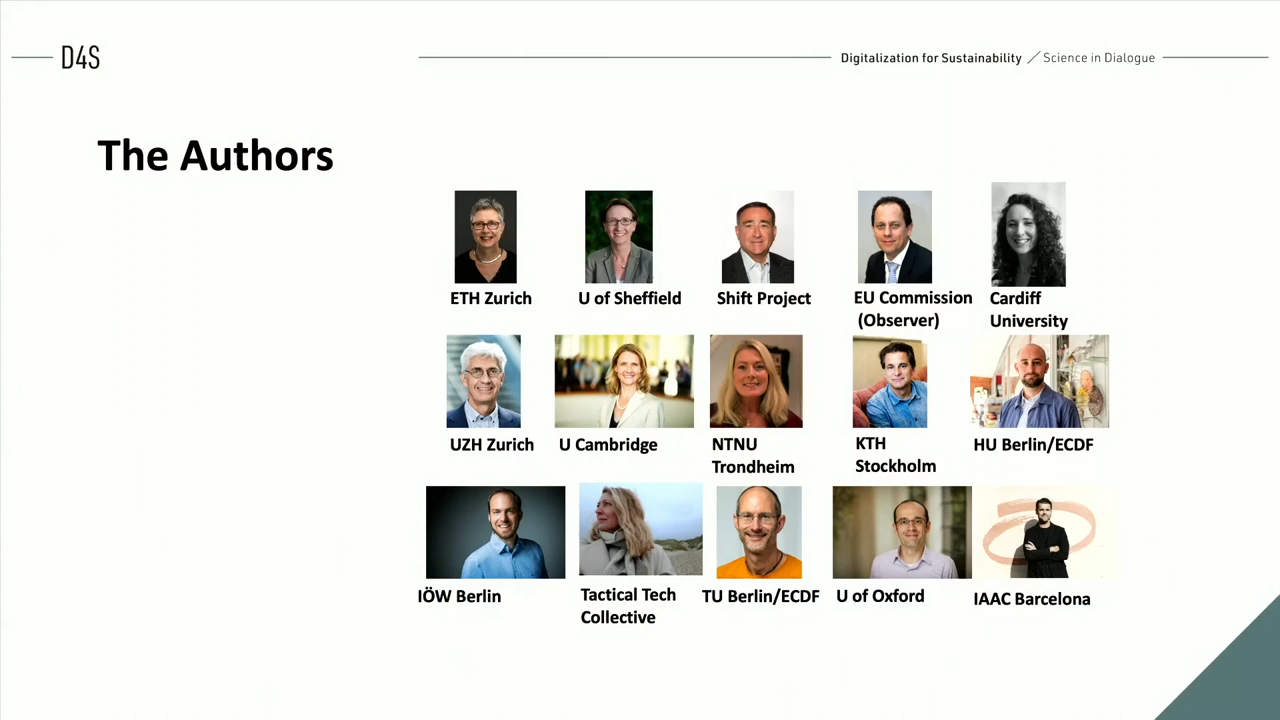 D4S
Digitalization for Sustainability / Science in Dialogue
The Authors
ETH Zurich
U of Sheffield
Shift Project
EU Commission
(Observer)
Cardiff
University
UZH Zurich
U Cambridge
NTNU
Trondheim
KTH
Stockholm
HU Berlin/ECDF
IÖW Berlin
Tactical Tech
Collective
TU Berlin/ECDF
U of Oxford
IAAC Barcelona